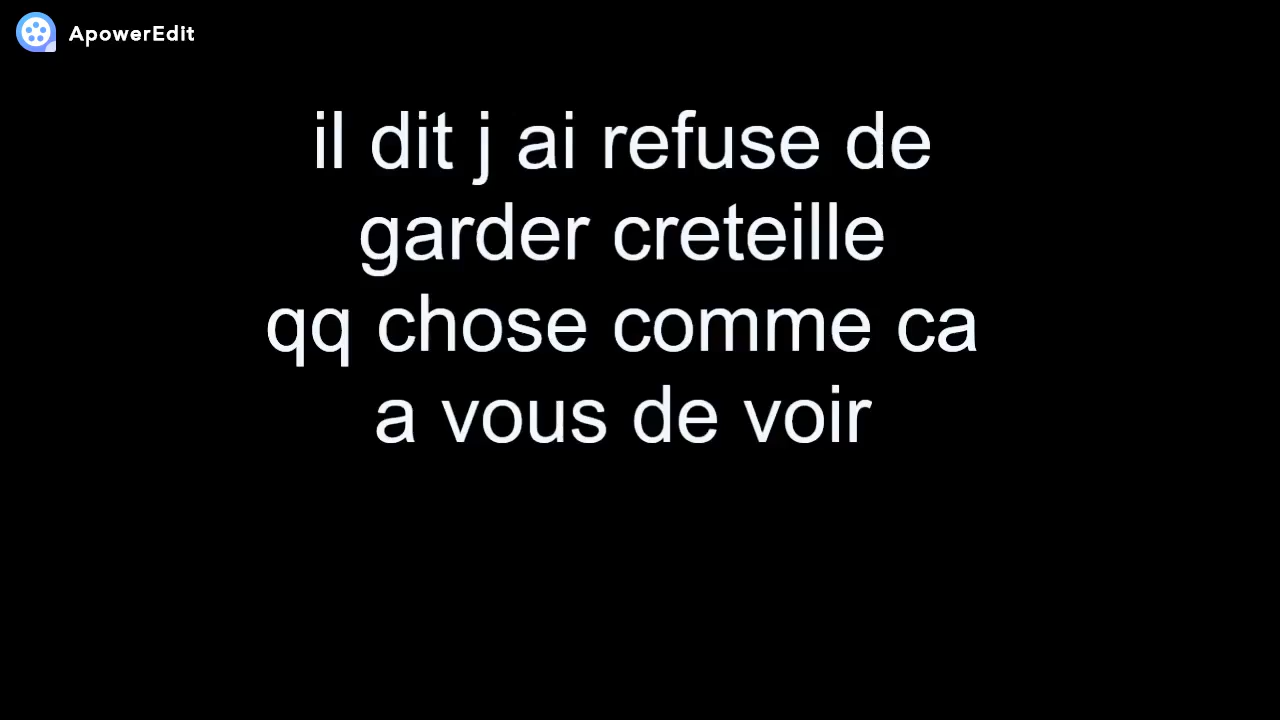 ApowerEdit
il dit j ai refuse de
garder creteille
qq chose comme ca
a vous de voir